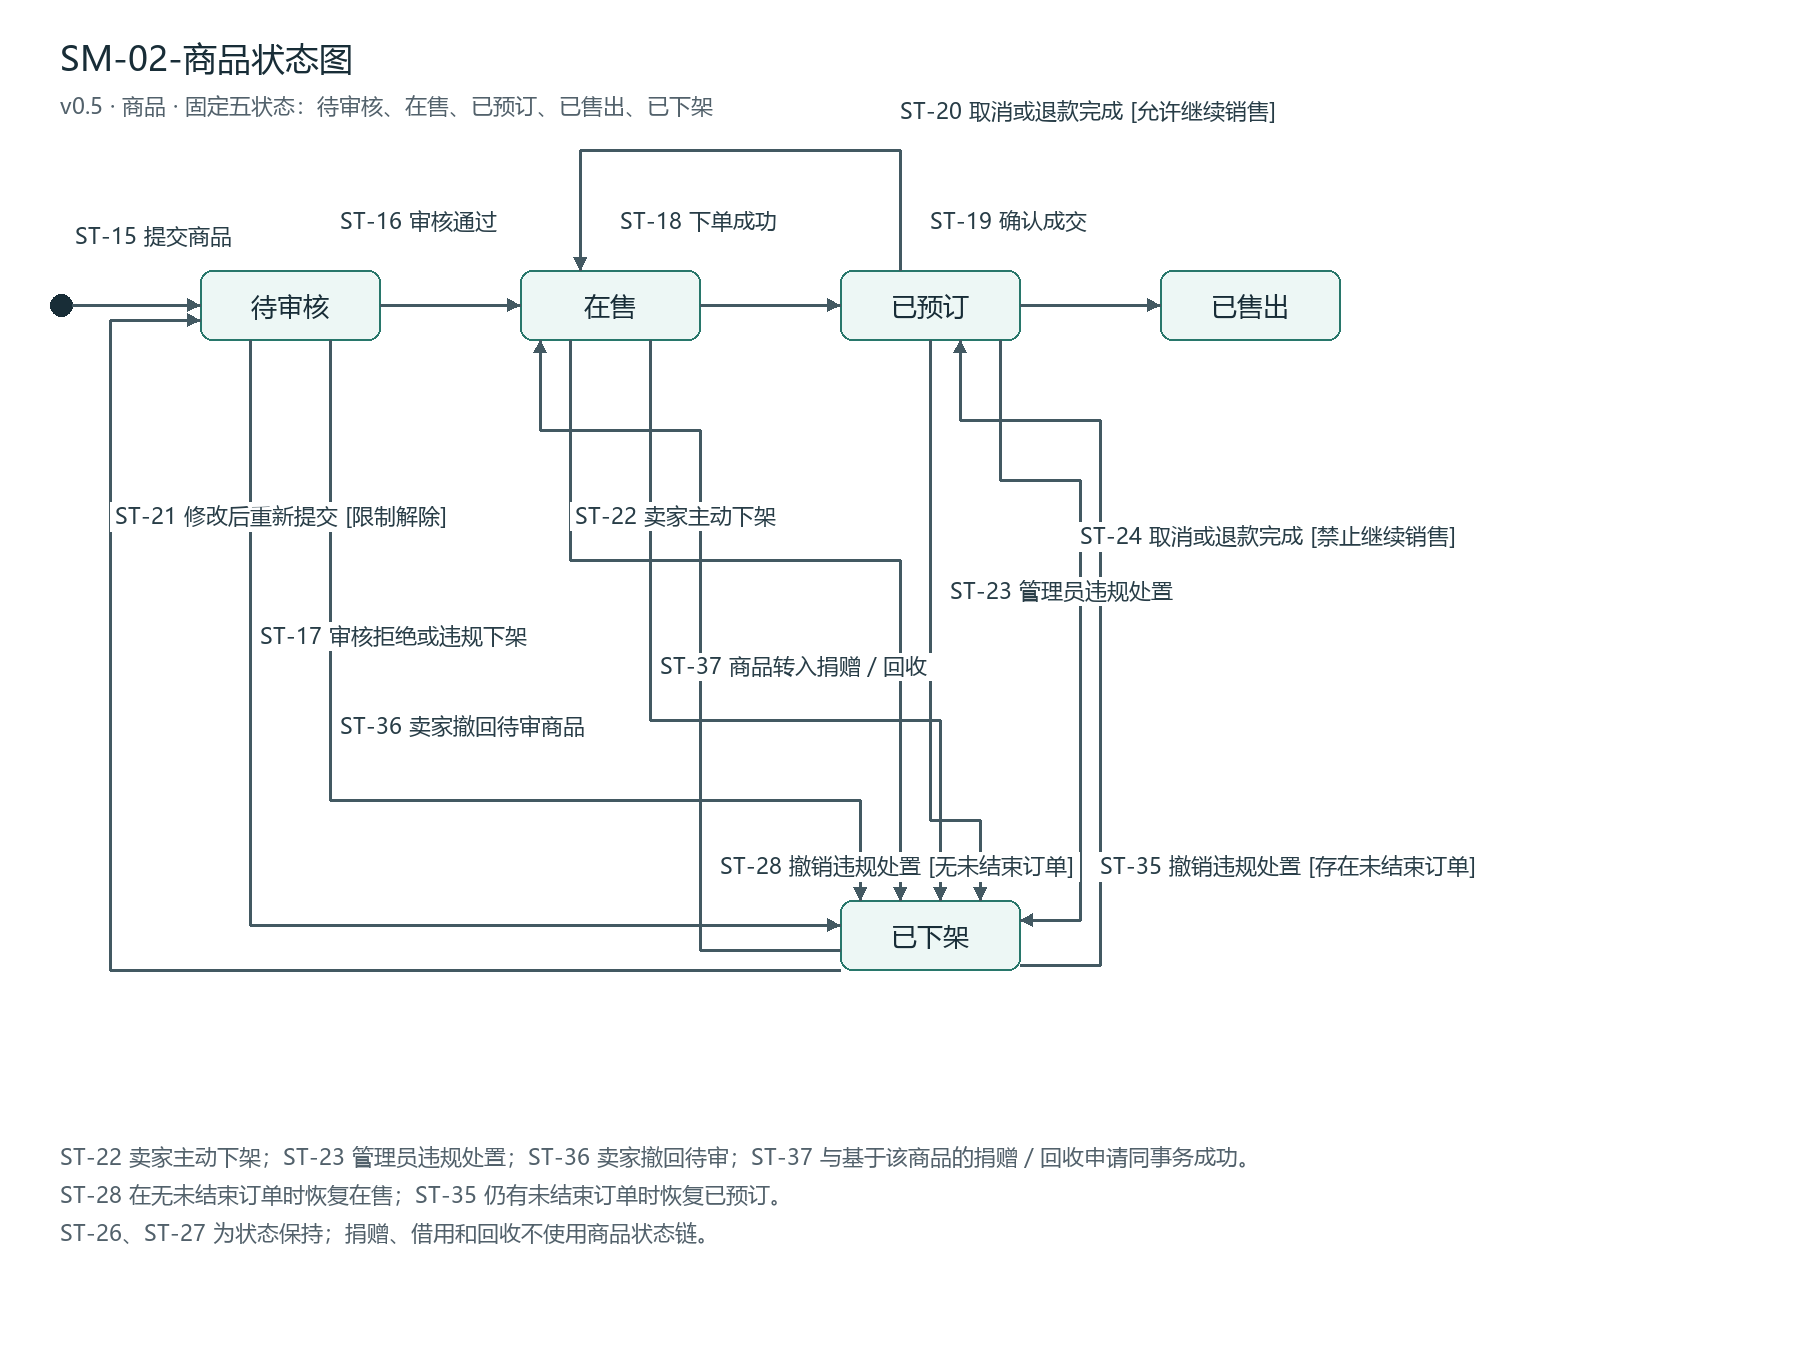 SM-02-商品状态图
v0.5 · 商品 · 固定五状态：待审核、在售、已预订、已售出、已下架
ST-20 取消或退款完成 [允许继续销售]
ST-15 提交商品
ST-16 审核通过
ST-18 下单成功
ST-19 确认成交
待审核
在售
已预订
已售出
ST-21 修改后重新提交 [限制解除]
ST-22 卖家主动下架
ST-24 取消或退款完成 [禁止继续销售]
ST-23 管理员违规处置
ST-17 审核拒绝或违规下架
ST-37 商品转入捐赠 / 回收
ST-36 卖家撤回待审商品
ST-28 撤销违规处置 [无未结束订单]
ST-35 撤销违规处置 [存在未结束订单]
已下架
ST-22 卖家主动下架；ST-23 管理员违规处置；ST-36 卖家撤回待审；ST-37 与基于该商品的捐赠 / 回收申请同事务成功。
ST-28 在无未结束订单时恢复在售；ST-35 仍有未结束订单时恢复已预订。
ST-26、ST-27 为状态保持；捐赠、借用和回收不使用商品状态链。